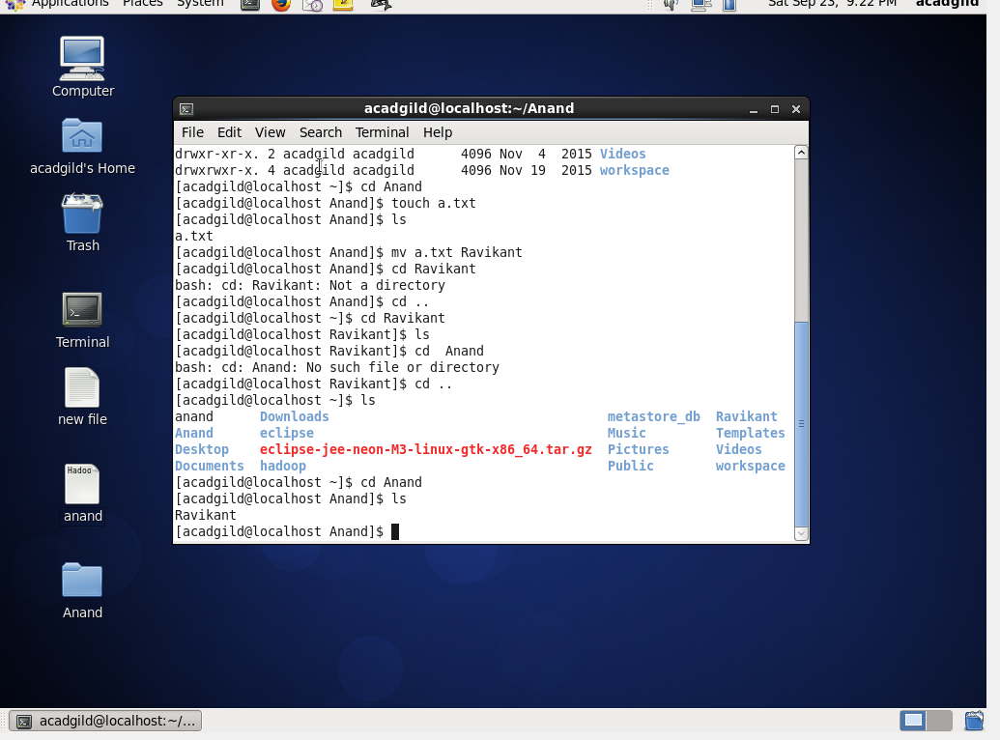 Applications Places System Sat Sep 23, 9:22 PM acadgild
Computer
acadgild's Home
Trash
Terminal
new file
Hadoo
anand
Anand
acadgild@localhost:~/Anand
File Edit View Search Terminal Help
drwxr-xr-x. 2 acadgild acadgild      4096 Nov  4  2015 Videos
drwxrwxr-x. 4 acadgild acadgild      4096 Nov 19  2015 workspace
[acadgild@localhost ~]$ cd Anand
[acadgild@localhost Anand]$ touch a.txt
[acadgild@localhost Anand]$ ls
a.txt
[acadgild@localhost Anand]$ mv a.txt Ravikant
[acadgild@localhost Anand]$ cd Ravikant
bash: cd: Ravikant: Not a directory
[acadgild@localhost Anand]$ cd ..
[acadgild@localhost ~]$ cd Ravikant
[acadgild@localhost Ravikant]$ ls
[acadgild@localhost Ravikant]$ cd  Anand
bash: cd: Anand: No such file or directory
[acadgild@localhost Ravikant]$ cd ..
[acadgild@localhost ~]$ ls
anand      Downloads                                    metastore_db  Ravikant
Anand      eclipse                                      Music         Templates
Desktop    eclipse-jee-neon-M3-linux-gtk-x86_64.tar.gz  Pictures      Videos
Documents  hadoop                                       Public        workspace
[acadgild@localhost ~]$ cd Anand
[acadgild@localhost Anand]$ ls
Ravikant
[acadgild@localhost Anand]$
acadgild@localhost:~/...